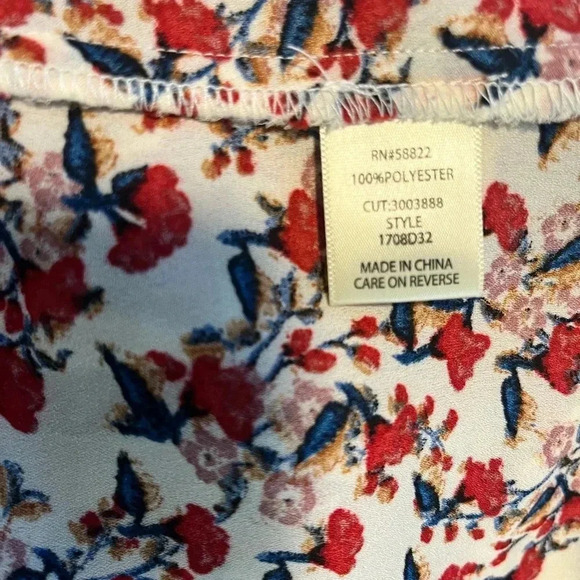 RN#58822
100%POLYESTER
CUT:3003888
STYLE
1708D32
MADE IN CHINA
CARE ON REVERSE